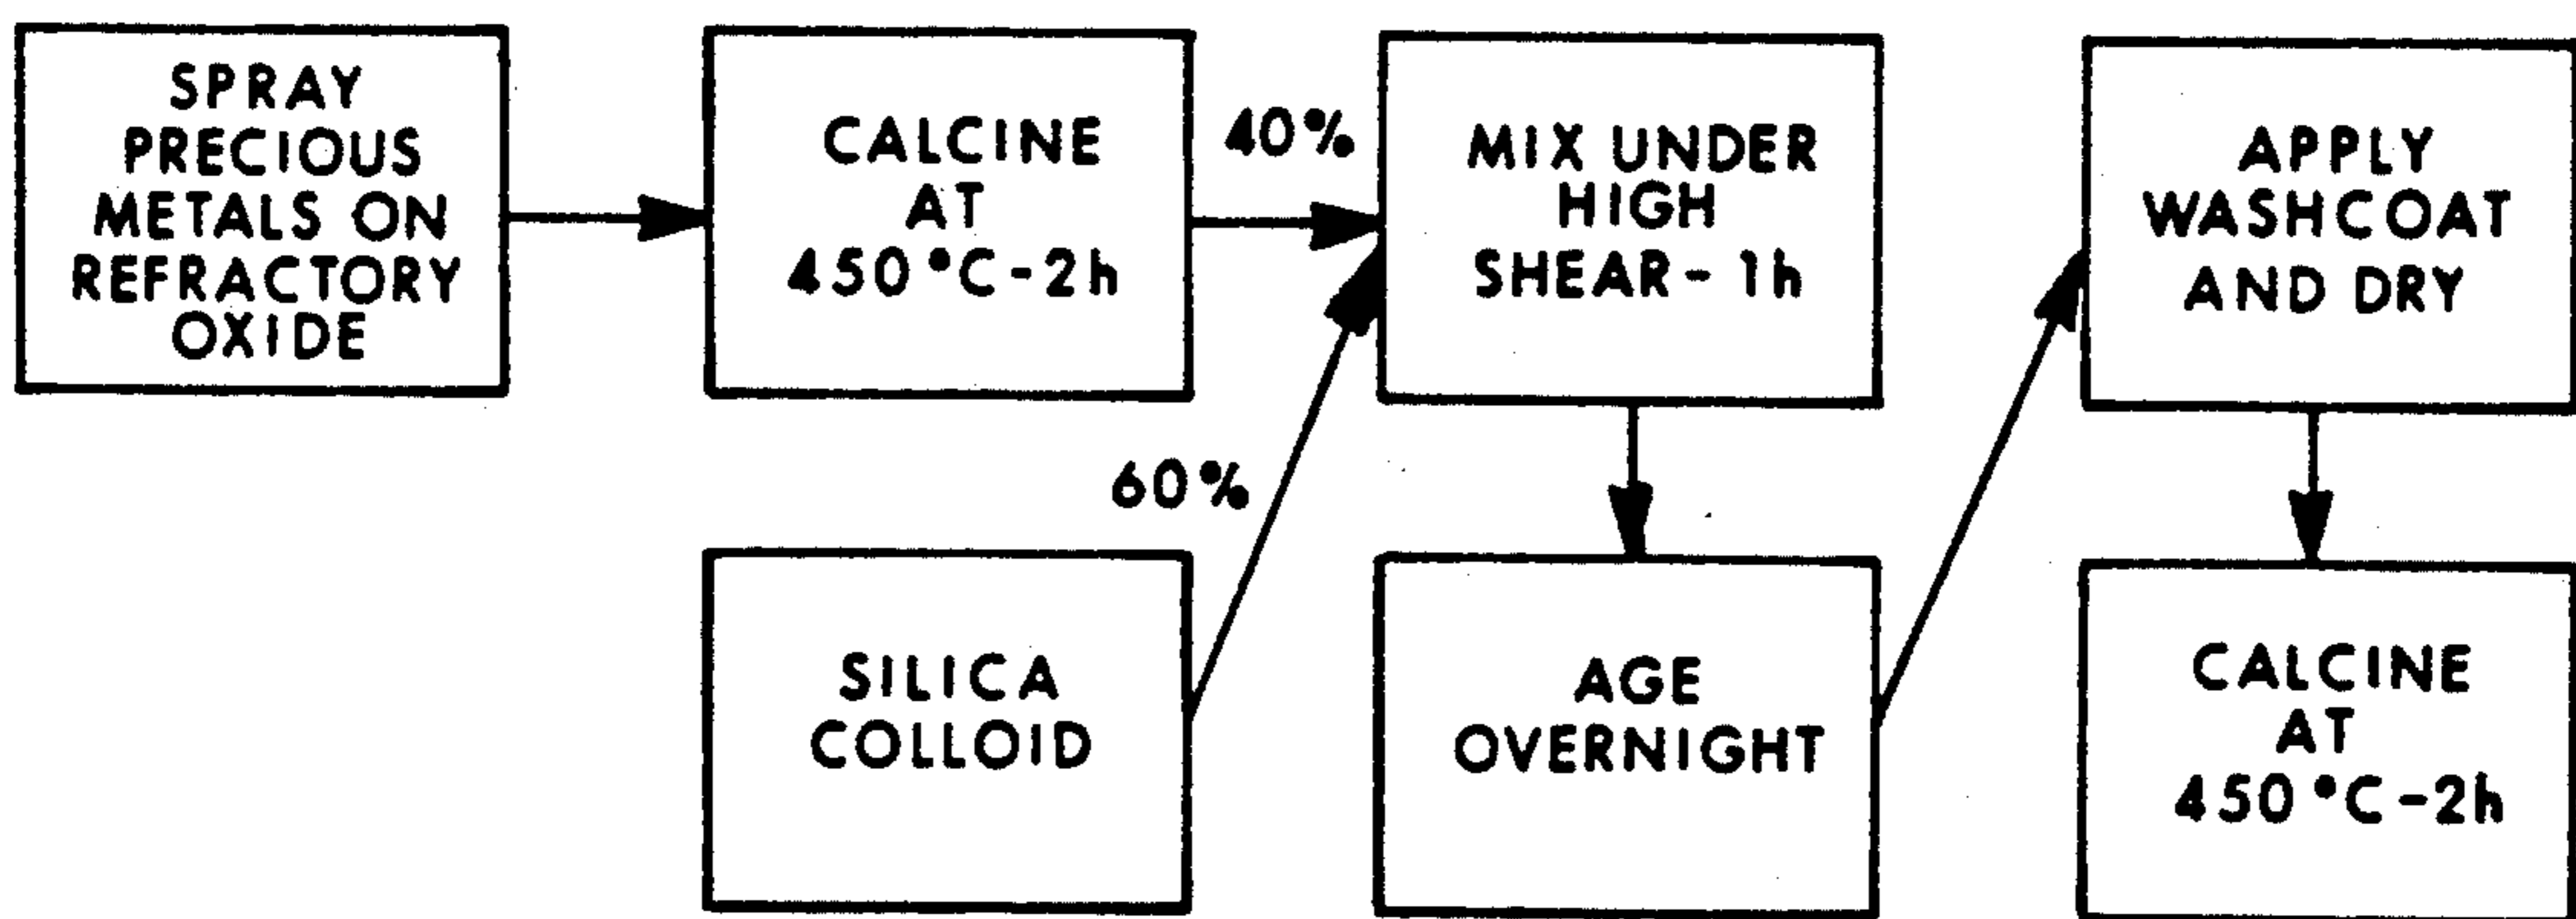 SPRAY
PRECIOUS
METALS ON
REFRACTORY
OXIDE
CALCINE
AT
450°C-2h
40%
MIX UNDER
HIGH
SHEAR-1h
APPLY
WASHCOAT
AND DRY
60%
SILICA
COLLOID
AGE
OVERNIGHT
CALCINE
AT
450°C-2h